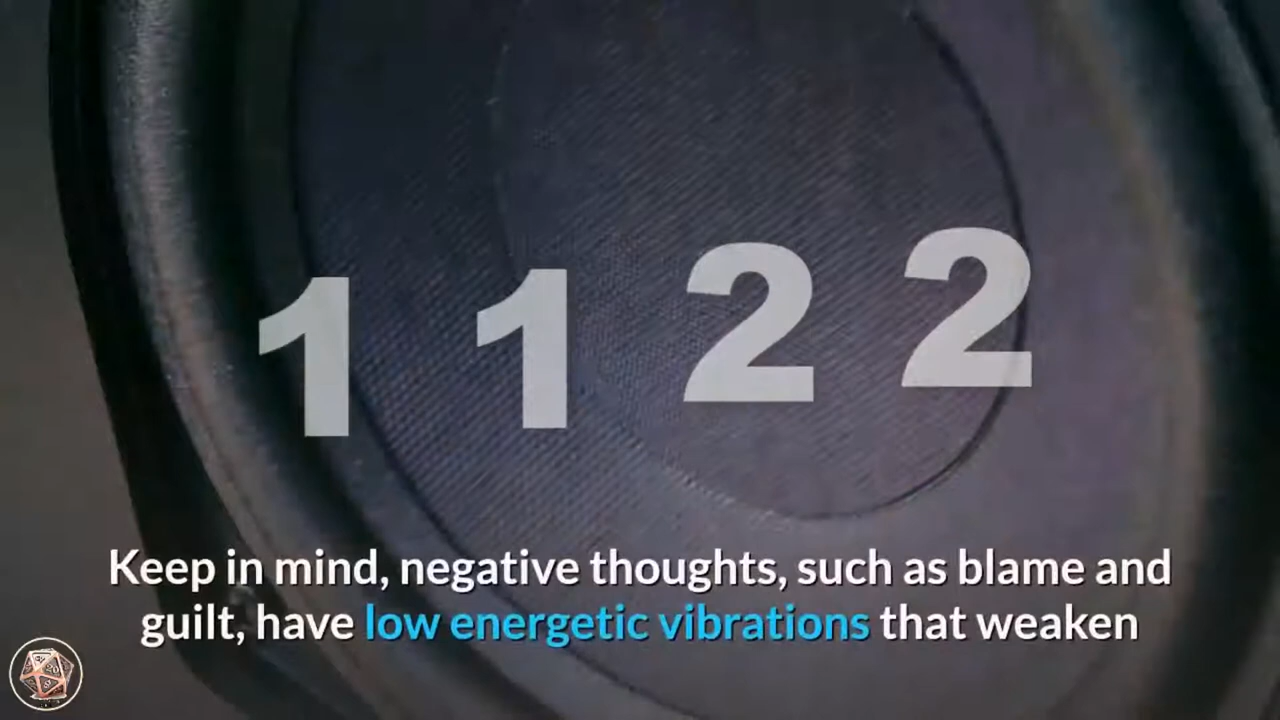 1 1 2 2
Keep in mind, negative thoughts, such as blame and
guilt, have low energetic vibrations that weaken